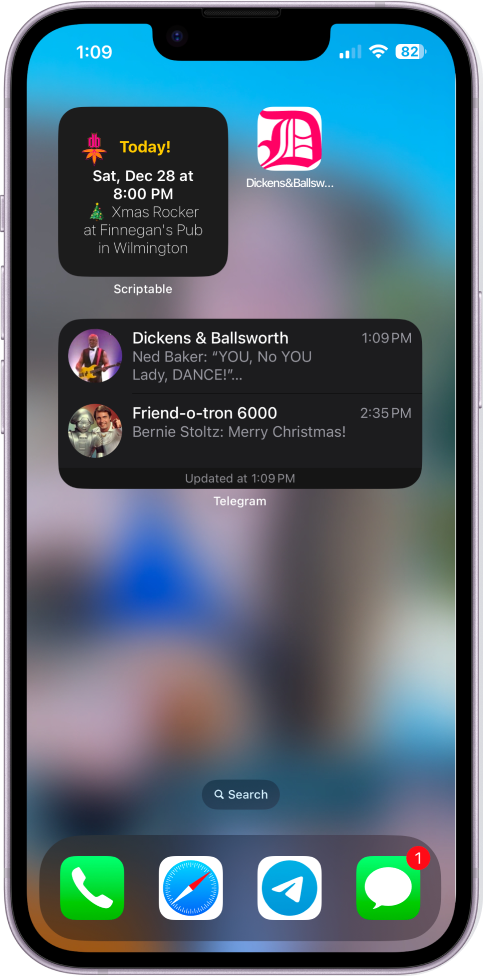 1:09
82
db
Today!
Sat, Dec 28 at
8:00 PM
🎄 Xmas Rocker
at Finnegan's Pub
in Wilmington
Scriptable
D
Dickens&Ballsw…
Dickens & Ballsworth 1:09 PM
Ned Baker: “YOU, No YOU
Lady, DANCE!”...
Friend-o-tron 6000 2:35 PM
Bernie Stoltz: Merry Christmas!
Updated at 1:09 PM
Telegram
Search
1